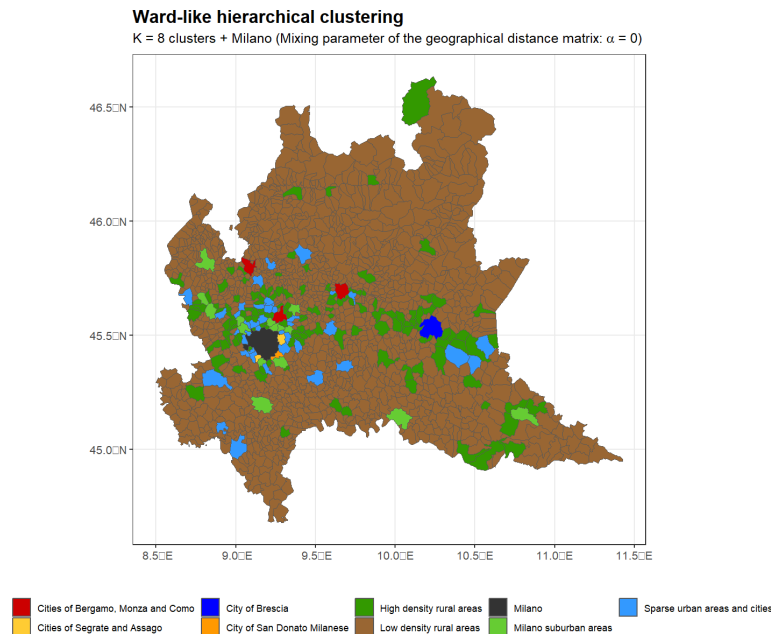 Ward-like hierarchical clustering
K = 8 clusters + Milano (Mixing parameter of the geographical distance matrix: α = 0)
46.5□N
46.0□N
45.5□N
45.0□N
8.5□E 9.0□E 9.5□E 10.0□E 10.5□E 11.0□E 11.5□E
Cities of Bergamo, Monza and Como City of Brescia High density rural areas Milano Sparse urban areas and cities
Cities of Segrate and Assago City of San Donato Milanese Low density rural areas Milano suburban areas